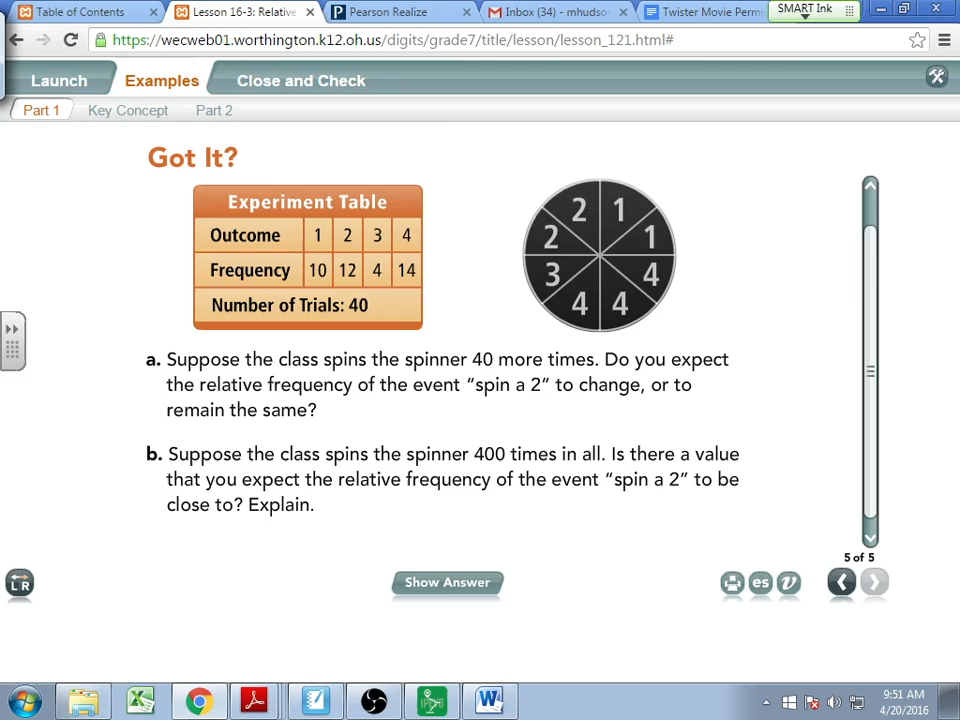 Table of Contents
Lesson 16-3: Relative
Pearson Realize
Inbox (34) - mhudson
Twister Movie Perm
SMART Ink
https://wecweb01.worthington.k12.oh.us/digits/grade7/title/lesson/lesson_121.html#
Launch
Examples
Close and Check
Part 1
Key Concept
Part 2
Got It?
Experiment Table
Outcome 1 2 3 4
Frequency 10 12 4 14
Number of Trials: 40
2 1
2 1
3 4
4 4
a. Suppose the class spins the spinner 40 more times. Do you expect
the relative frequency of the event “spin a 2” to change, or to
remain the same?
b. Suppose the class spins the spinner 400 times in all. Is there a value
that you expect the relative frequency of the event “spin a 2” to be
close to? Explain.
5 of 5
L R
Show Answer
es
v
9:51 AM
4/20/2016